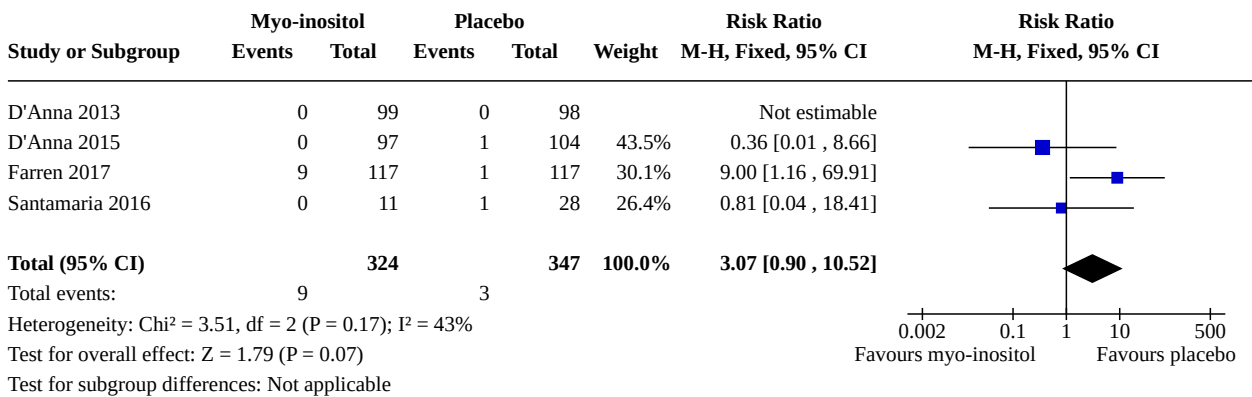 Myo-inositol Placebo Risk Ratio Risk Ratio
Study or Subgroup Events Total Events Total Weight M-H, Fixed, 95% CI M-H, Fixed, 95% CI
D'Anna 2013 0 99 0 98 Not estimable
D'Anna 2015 0 97 1 104 43.5% 0.36 [0.01 , 8.66]
Farren 2017 9 117 1 117 30.1% 9.00 [1.16 , 69.91]
Santamaria 2016 0 11 1 28 26.4% 0.81 [0.04 , 18.41]
Total (95% CI) 324 347 100.0% 3.07 [0.90 , 10.52]
Total events: 9 3
Heterogeneity: Chi² = 3.51, df = 2 (P = 0.17); I² = 43%
0.002 0.1 1 10 500
Test for overall effect: Z = 1.79 (P = 0.07)
Favours myo-inositol Favours placebo
Test for subgroup differences: Not applicable